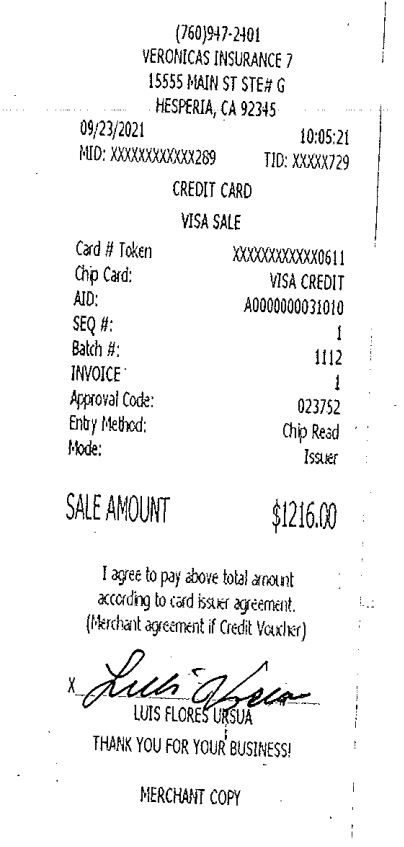 (760)947-2401
VERONICAS INSURANCE 7
15555 MAIN ST STE# G
HESPERIA, CA 92345
09/23/2021 10:05:21
MID: XXXXXXXXXXXX289 TID: XXXXX729
CREDIT CARD
VISA SALE
Card # Token XXXXXXXXXXXX0611
Chip Card: VISA CREDIT
AID: A0000000031010
SEQ #: 1
Batch #: 1112
INVOICE 1
Approval Code: 023752
Entry Method: Chip Read
Mode: Issuer
SALE AMOUNT $1216.00
I agree to pay above total amount
according to card issuer agreement.
(Merchant agreement if Credit Voucher)
X Luis Ursua
LUIS FLORES URSUA
THANK YOU FOR YOUR BUSINESS!
MERCHANT COPY